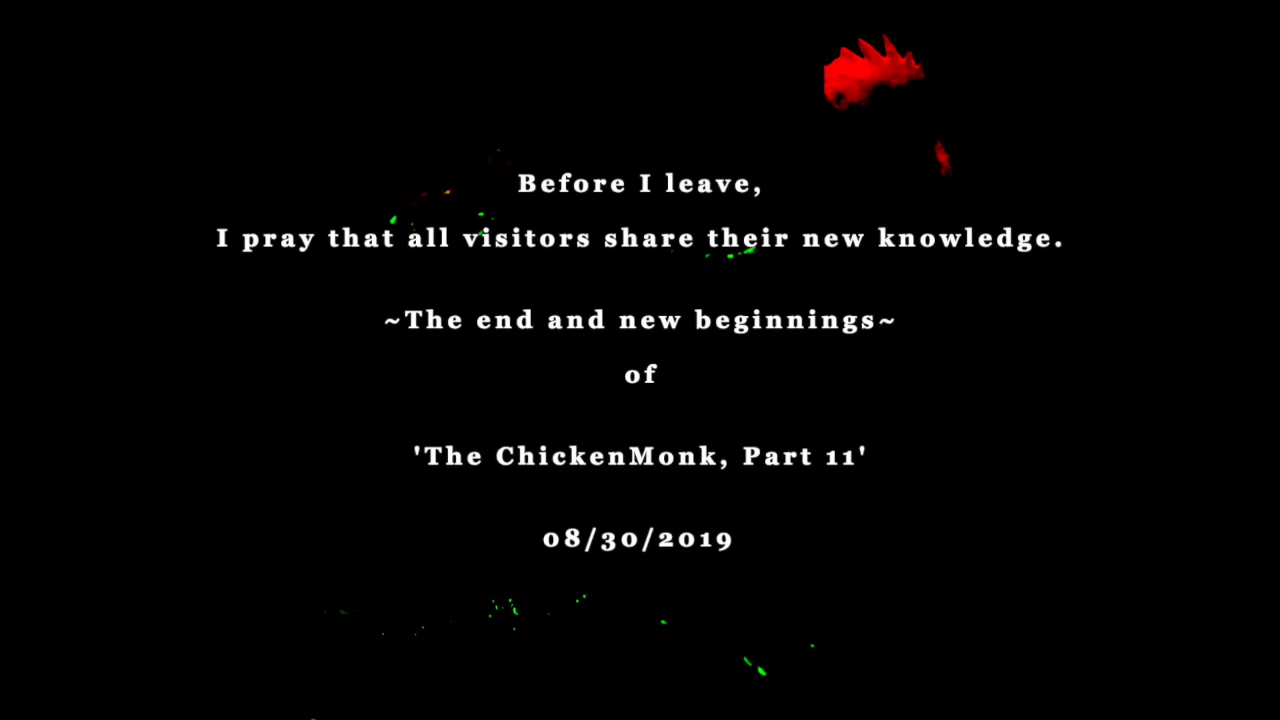 Before I leave,
I pray that all visitors share their new knowledge.
~The end and new beginnings~
of
'The ChickenMonk, Part 11'
08/30/2019